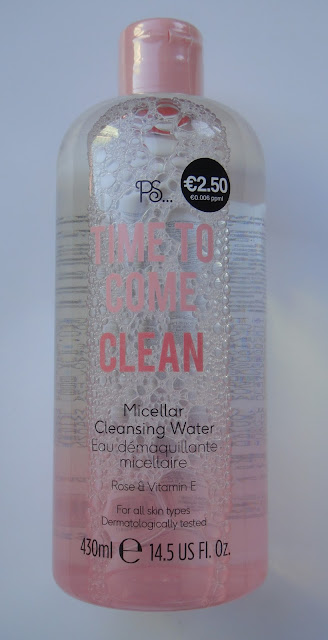 PS...
€2.50
€0.006 ppml
TIME TO
COME
CLEAN
Micellar
Cleansing Water
Eau démaquillante
micellaire
Rose & Vitamin E
For all skin types
Dermatologically tested
430ml ℮ 14.5 US Fl. Oz.